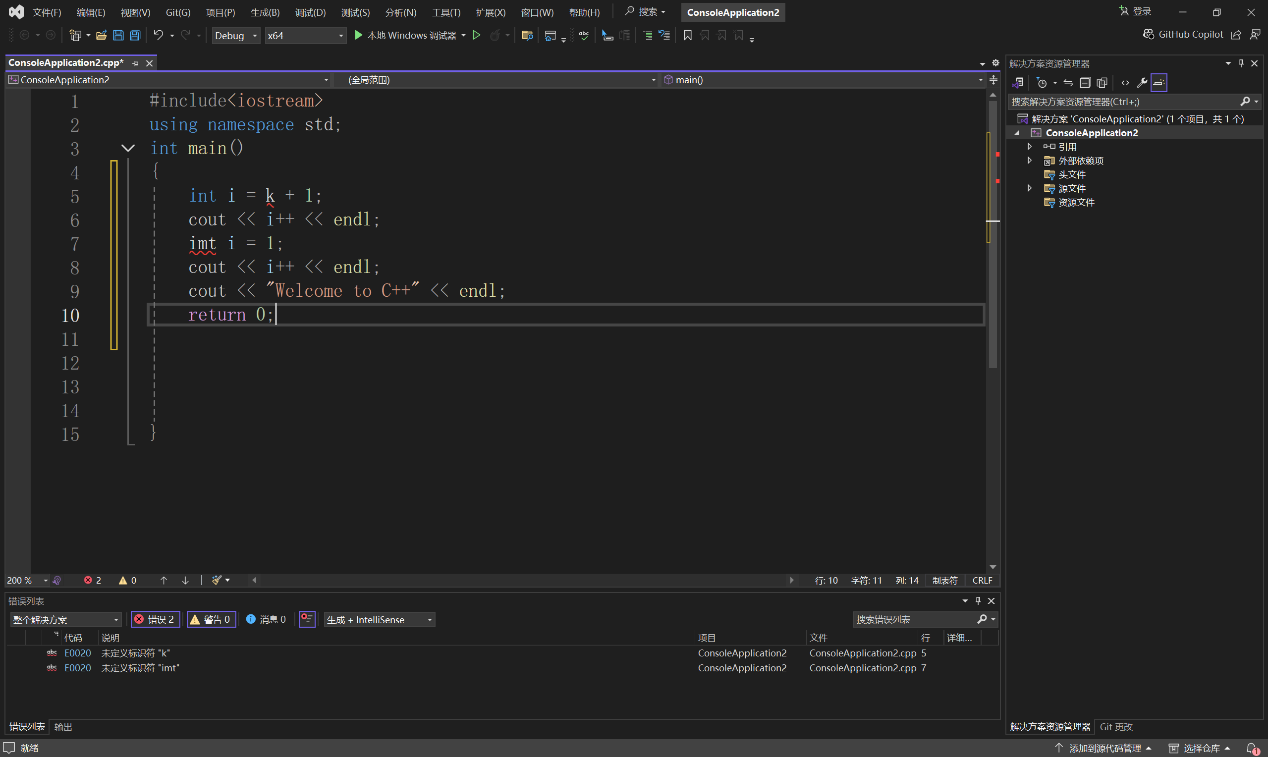 文件(F) 编辑(E) 视图(V) Git(G) 项目(P) 生成(B) 调试(D) 测试(S) 分析(N) 工具(T) 扩展(X) 窗口(W) 帮助(H) 搜索 ConsoleApplication2 登录
Debug x64 本地 Windows 调试器 GitHub Copilot
ConsoleApplication2.cpp*
ConsoleApplication2 (全局范围) main()
1 #include<iostream>
2 using namespace std;
3 int main()
4 {
5 int i = k + 1;
6 cout << i++ << endl;
7 imt i = 1;
8 cout << i++ << endl;
9 cout << "Welcome to C++" << endl;
10 return 0;
11
12
13
14
15 }
200 % 2 0 行: 10 字符: 11 列: 14 制表符 CRLF
解决方案资源管理器
搜索解决方案资源管理器(Ctrl+;)
解决方案 'ConsoleApplication2' (1 个项目，共 1 个)
ConsoleApplication2
引用
外部依赖项
头文件
源文件
资源文件
错误列表
整个解决方案 错误 2 警告 0 消息 0 生成 + IntelliSense 搜索错误列表
代码 说明 项目 文件 行 详细...
abc E0020 未定义标识符 "k" ConsoleApplication2 ConsoleApplication2.cpp 5
abc E0020 未定义标识符 "imt" ConsoleApplication2 ConsoleApplication2.cpp 7
错误列表 输出
解决方案资源管理器 Git 更改
就绪 添加到源代码管理 选择仓库 1